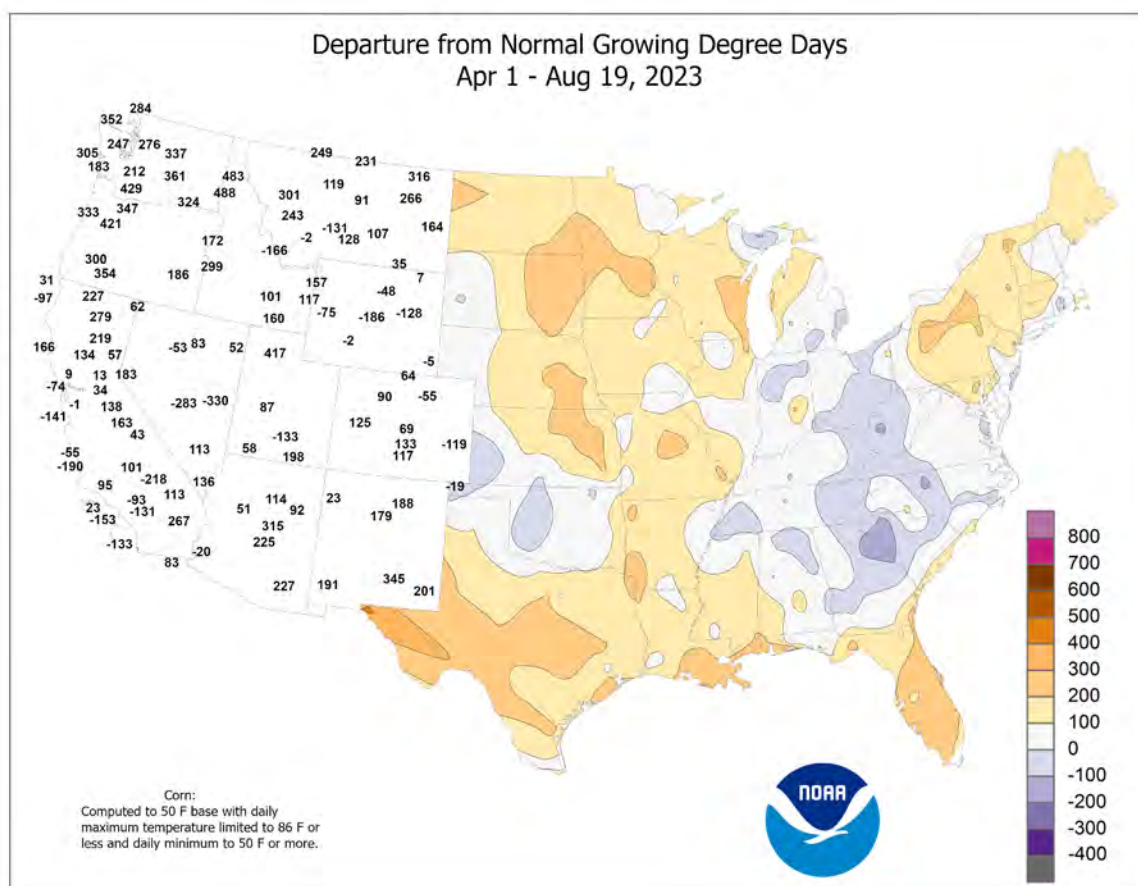 Departure from Normal Growing Degree Days
Apr 1 - Aug 19, 2023
284
352
247 276
305 337
183 212 361 483
429 488
324
333 347
421
249
231
316
119
301 91 266
243
-131 164
-2 128 107
172 -166
300 299
354 186
35
31 7
157
-97 227 101 117 -48
62
279 160 -75 -186 -128
219 -2
166 -53 83 52
134 57 417
-5
9 13 183 64
-74 34
-1 138 -283 -330 87 90 -55
-141 163
43 125 69
-133 133 -119
-55 113 58 198 117
-190 101
95 -218 136 -19
113
-93 114 23 188
23 -131 51 92
-153 267 315 179
225
-133 -20
83
227 191 345
201
800
700
600
500
400
300
200
100
0
-100
-200
-300
-400
Corn:
Computed to 50 F base with daily
maximum temperature limited to 86 F or
less and daily minimum to 50 F or more.
NOAA